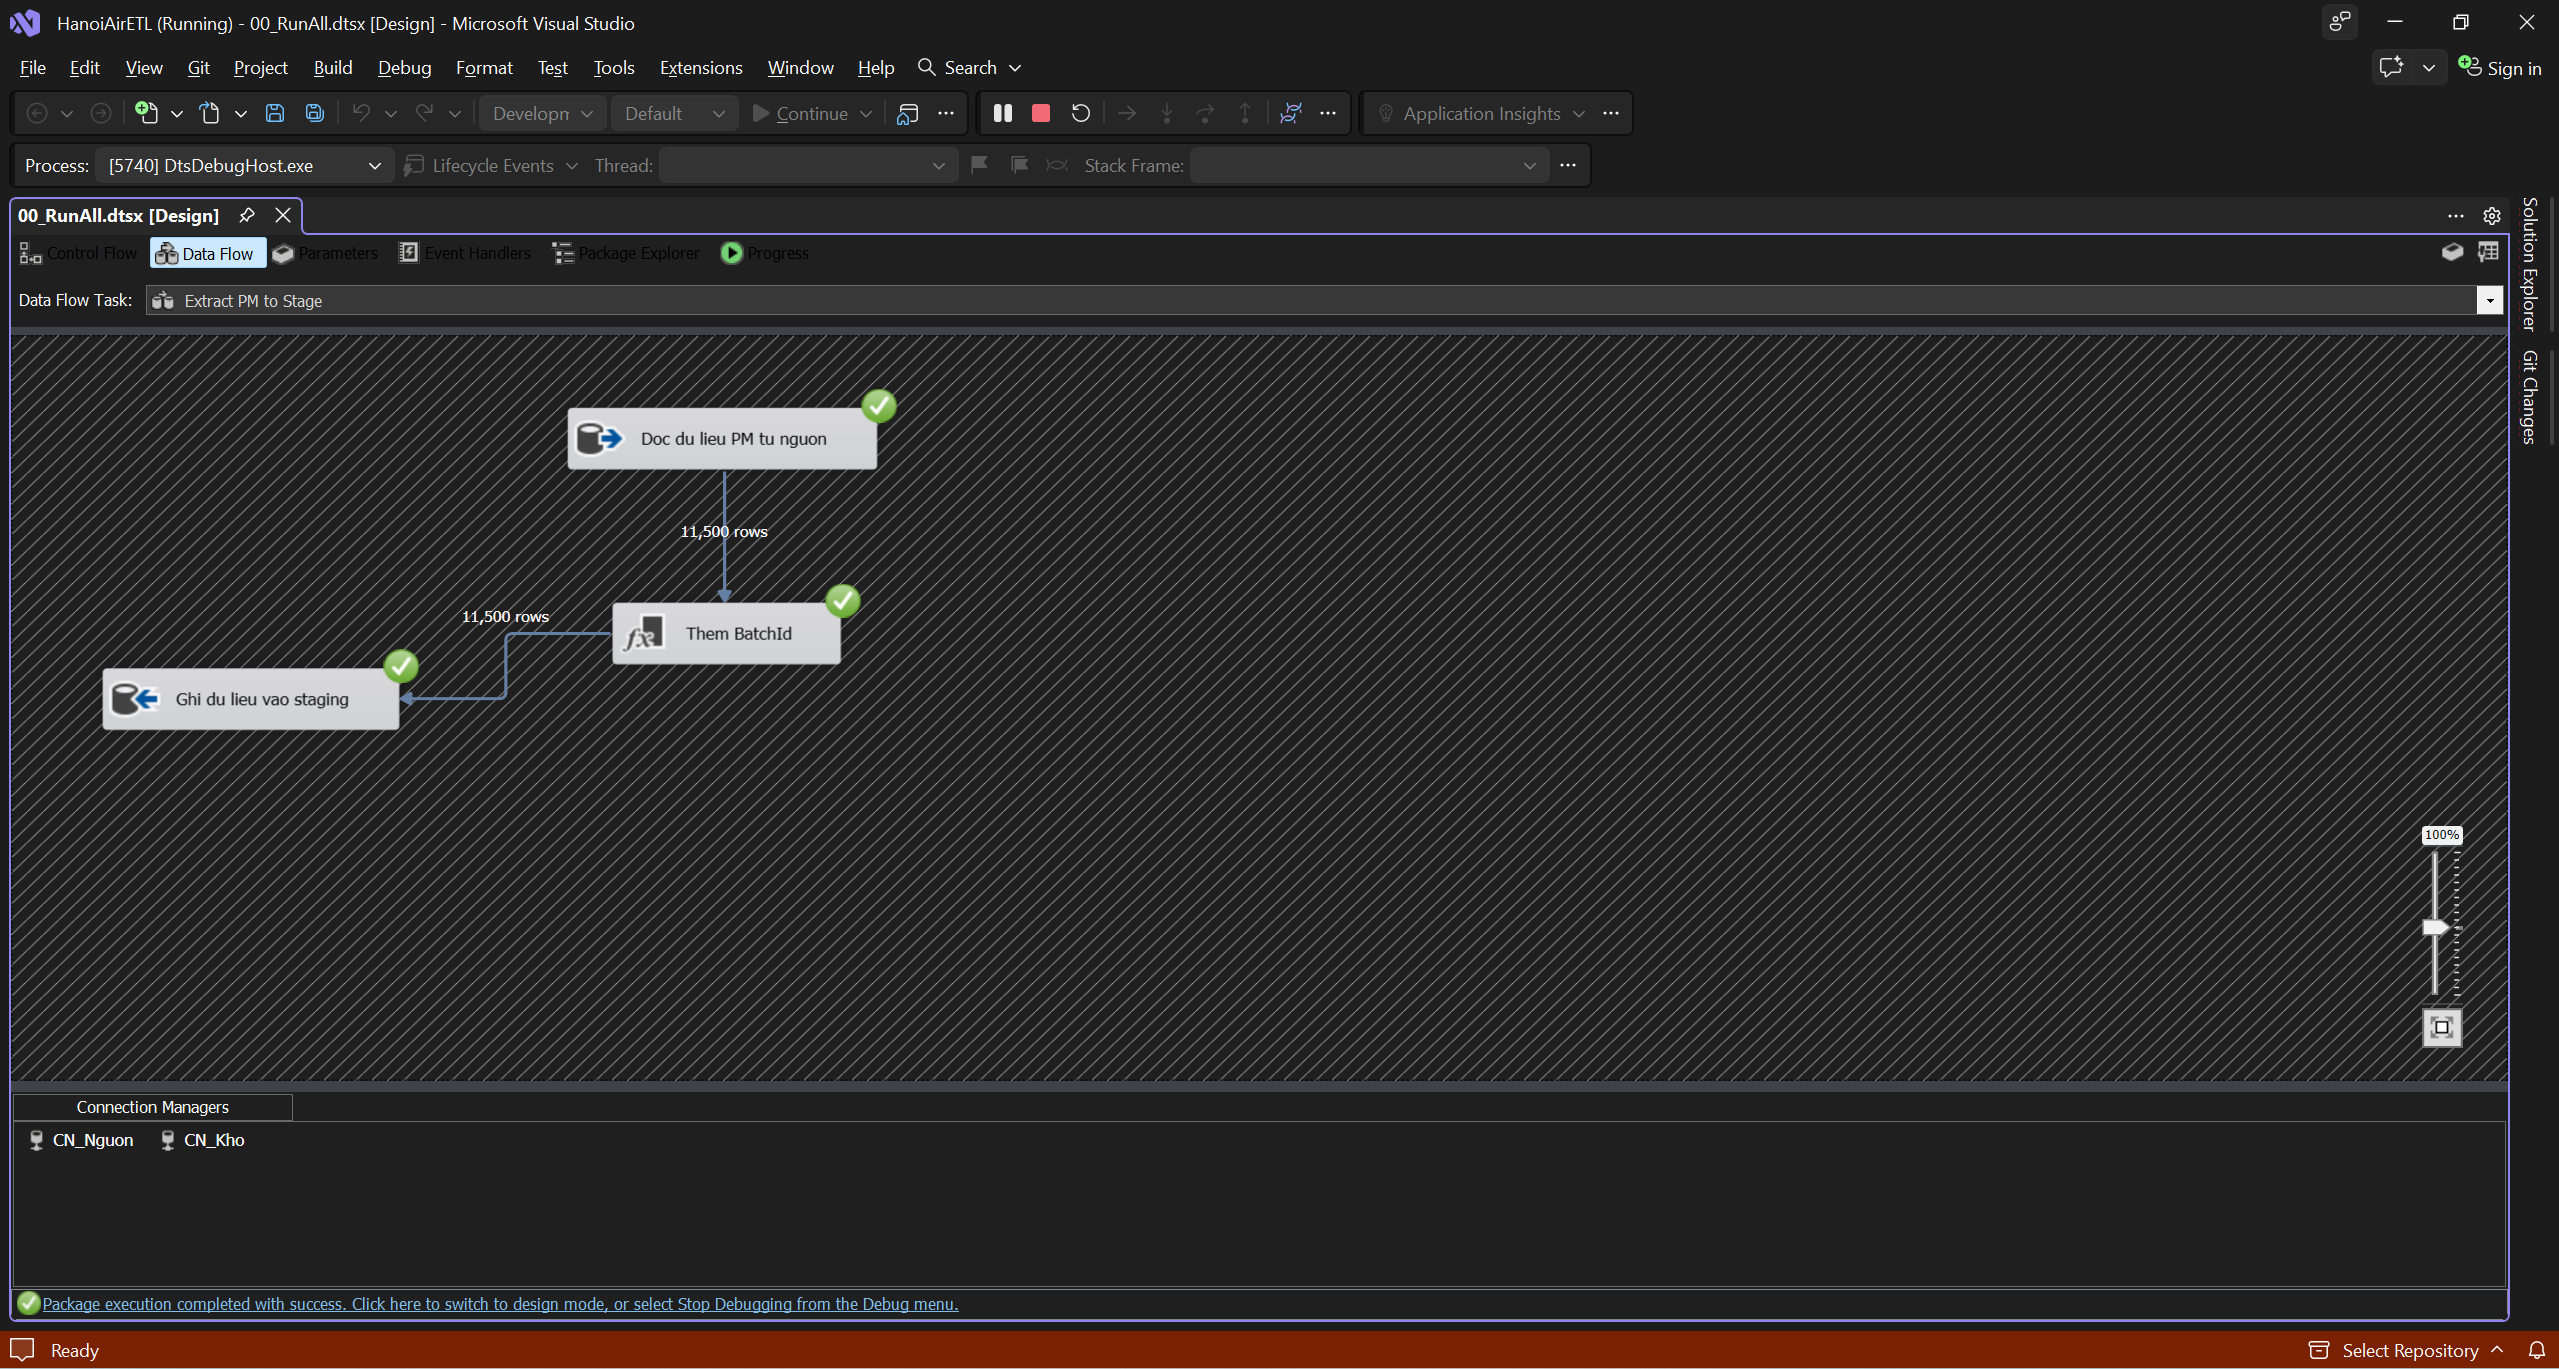 HanoiAirETL (Running) - 00_RunAll.dtsx [Design] - Microsoft Visual Studio
File Edit View Git Project Build Debug Format Test Tools Extensions Window Help Search
Sign in
Developn Default Continue Application Insights
Process: [5740] DtsDebugHost.exe Lifecycle Events Thread: Stack Frame:
00_RunAll.dtsx [Design]
Control Flow Data Flow Parameters Event Handlers Package Explorer Progress
Data Flow Task: Extract PM to Stage
Doc du lieu PM tu nguon
11,500 rows
Them BatchId
11,500 rows
Ghi du lieu vao staging
100%
Connection Managers
CN_Nguon CN_Kho
Package execution completed with success. Click here to switch to design mode, or select Stop Debugging from the Debug menu.
Ready
Select Repository
Solution Explorer
Git Changes